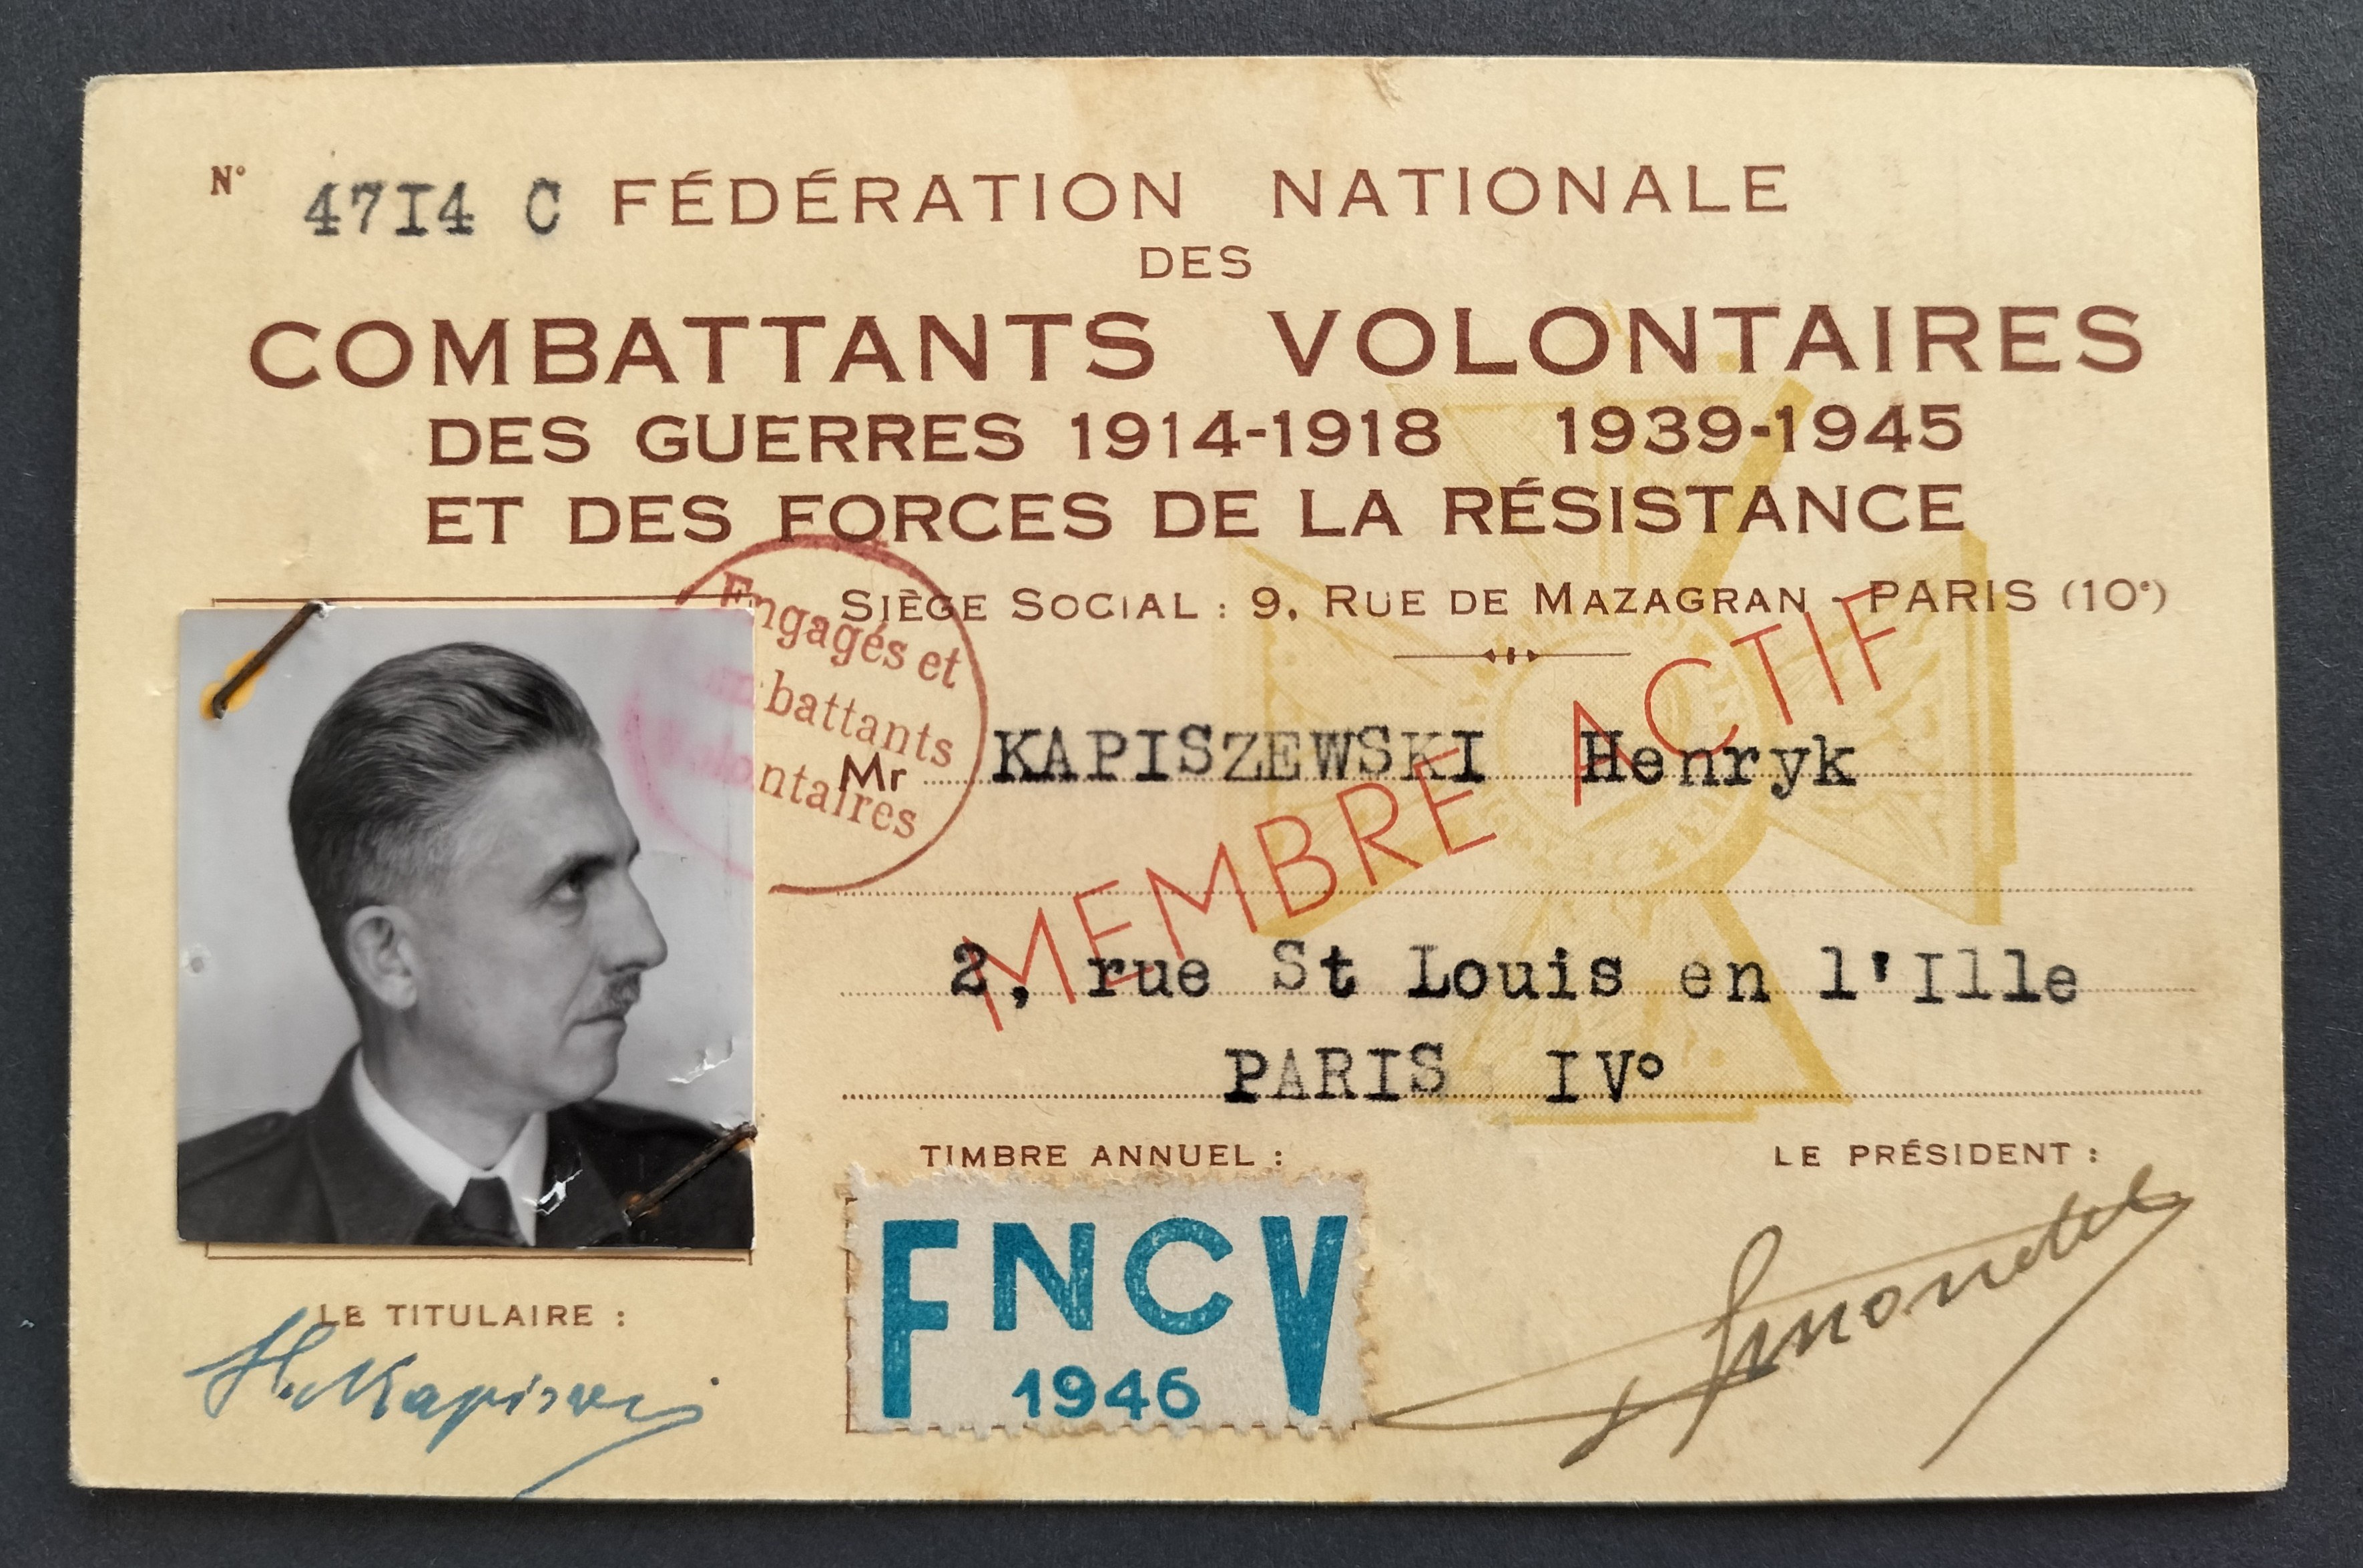 N° 4714 C FÉDÉRATION NATIONALE
DES
COMBATTANTS VOLONTAIRES
DES GUERRES 1914-1918 1939-1945
ET DES FORCES DE LA RÉSISTANCE
SIÈGE SOCIAL : 9, RUE DE MAZAGRAN - PARIS (10e)
Engagés et
battants
ntaires
MEMBRE ACTIF
Mr KAPISZEWSKI Henryk
2, rue St Louis en l'Ille
PARIS IV°
TIMBRE ANNUEL :
LE PRÉSIDENT :
FNCV
1946
LE TITULAIRE :